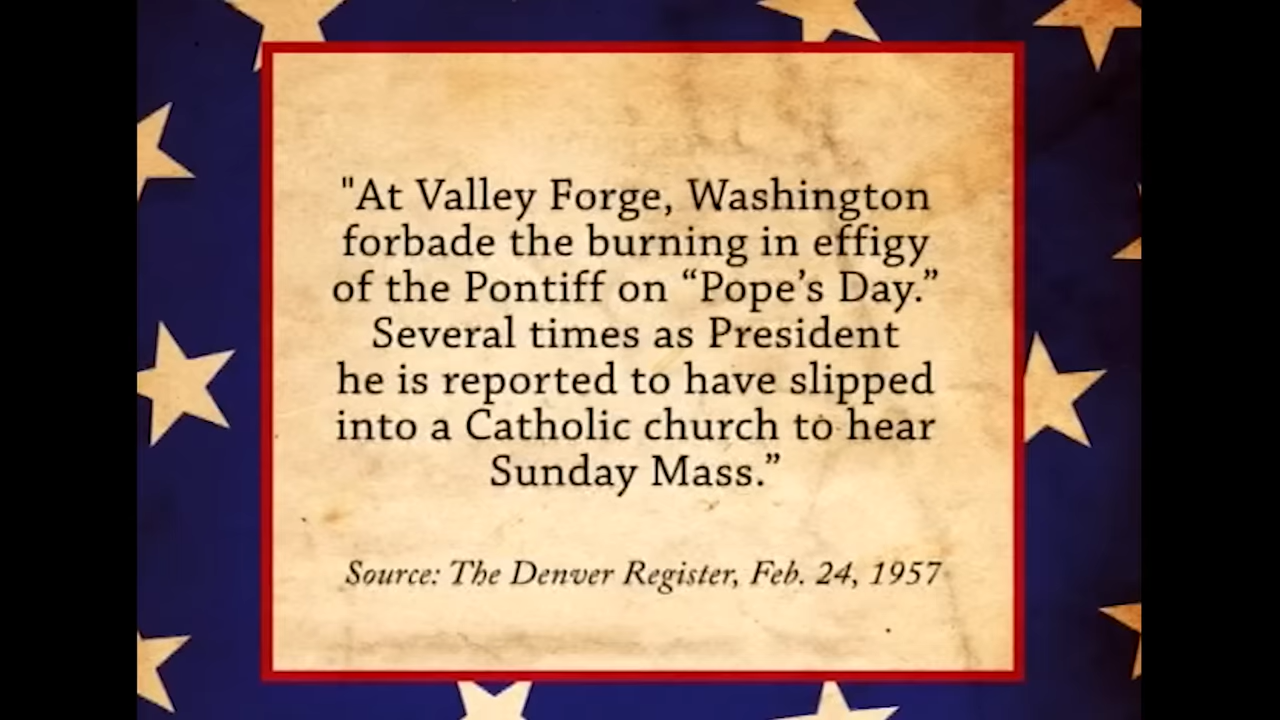 "At Valley Forge, Washington
forbade the burning in effigy
of the Pontiff on “Pope’s Day.”
Several times as President
he is reported to have slipped
into a Catholic church to hear
Sunday Mass.”
Source: The Denver Register, Feb. 24, 1957